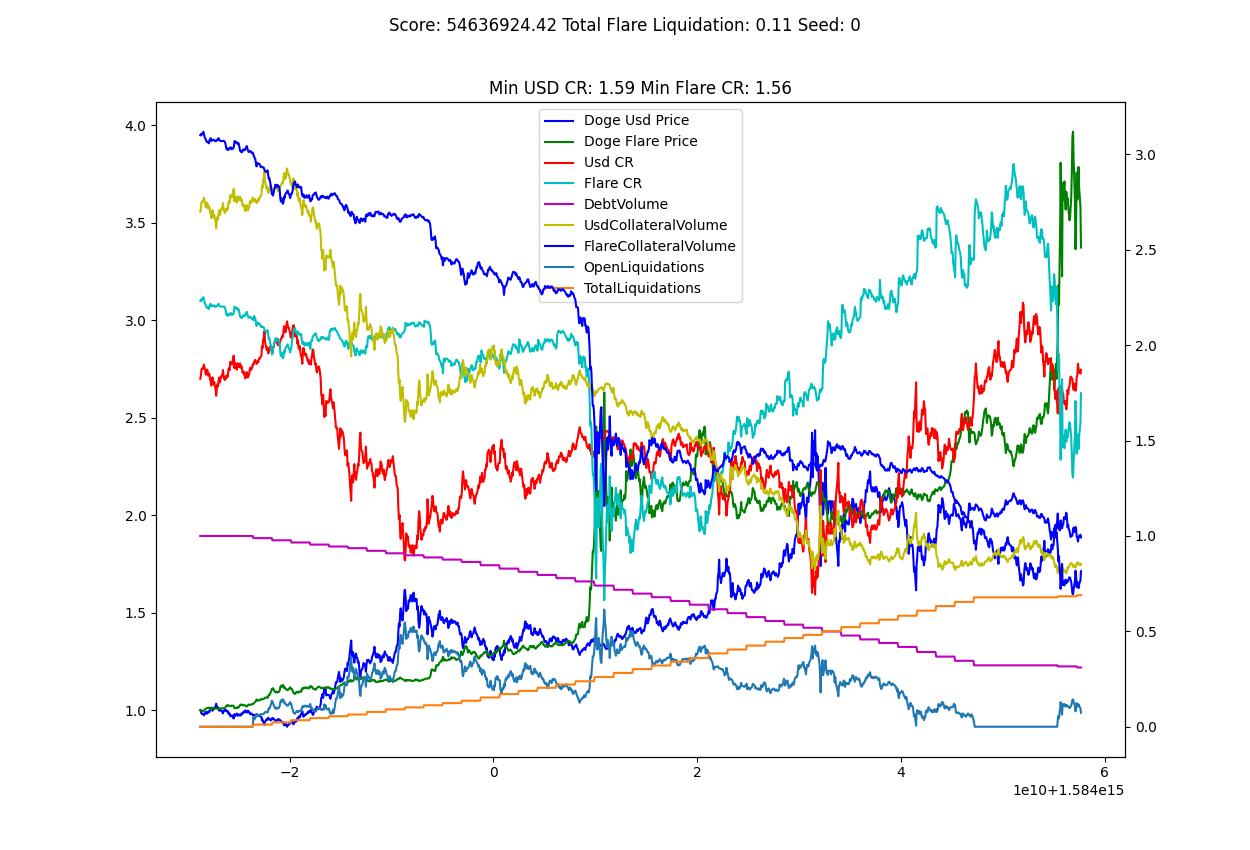 Score: 54636924.42 Total Flare Liquidation: 0.11 Seed: 0
Min USD CR: 1.59 Min Flare CR: 1.56
Doge Usd Price
Doge Flare Price
Usd CR
Flare CR
DebtVolume
UsdCollateralVolume
FlareCollateralVolume
OpenLiquidations
TotalLiquidations
4.0
3.5
3.0
2.5
2.0
1.5
1.0
3.0
2.5
2.0
1.5
1.0
0.5
0.0
−2 0 2 4 6
1e10+1.584e15